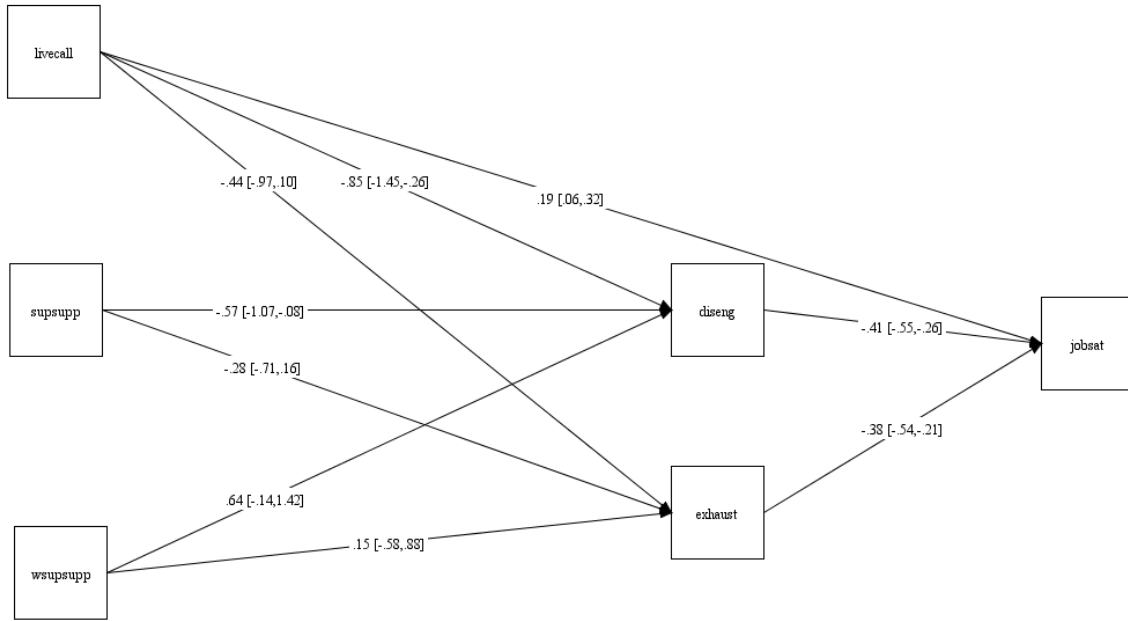 livecall
-.44 [-.97,.10]
-.85 [-1.45,-.26]
.19 [.06,.32]
supsupp
-.57 [-1.07,-.08]
diseng
-.41 [-.55,-.26]
jobsat
-.28 [-.71,.16]
-.38 [-.54,-.21]
.64 [-.14,1.42]
exhaust
.15 [-.58,.88]
wsupsupp